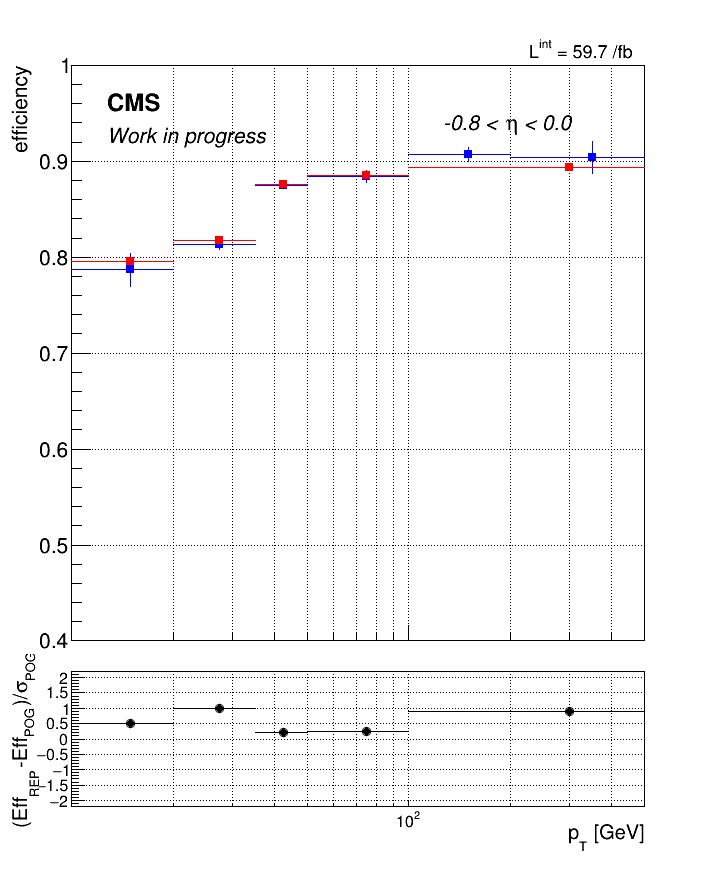 L^int = 59.7 /fb
efficiency
CMS
Work in progress
-0.8 < η < 0.0
1
0.9
0.8
0.7
0.6
0.5
0.4
(Eff_REP -Eff_POG)/σ_POG
2
1.5
1
0.5
0
−0.5
−1
−1.5
−2
10^2
p_T [GeV]